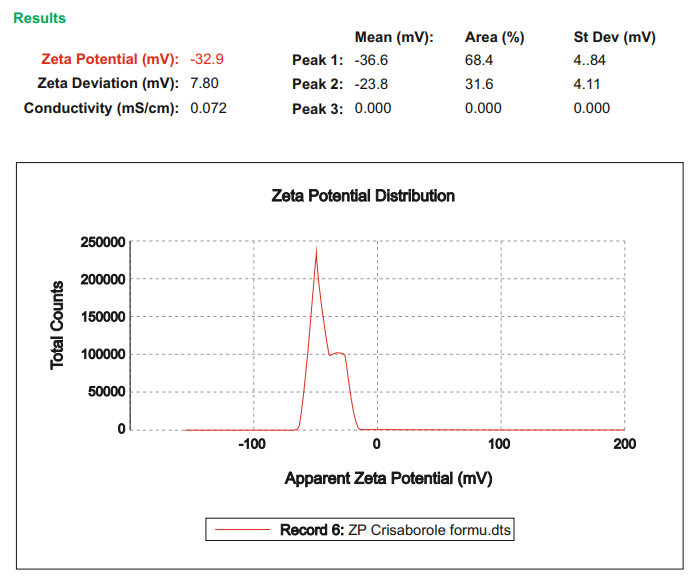 Results
Mean (mV): Area (%) St Dev (mV)
Zeta Potential (mV): -32.9 Peak 1: -36.6 68.4 4..84
Zeta Deviation (mV): 7.80 Peak 2: -23.8 31.6 4.11
Conductivity (mS/cm): 0.072 Peak 3: 0.000 0.000 0.000
Zeta Potential Distribution
250000
200000
150000
100000
50000
0
Total Counts
-100 0 100 200
Apparent Zeta Potential (mV)
Record 6: ZP Crisaborole formu.dts